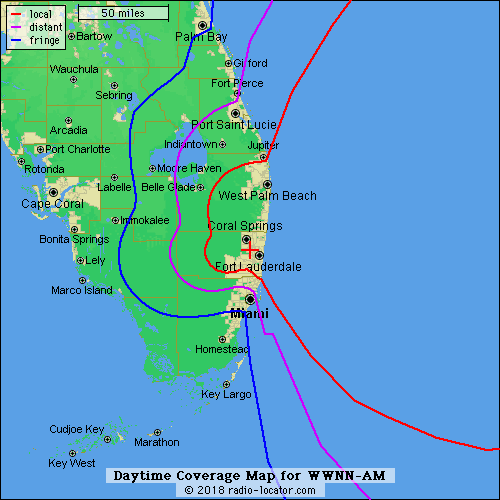 local
distant
fringe
50 miles
Palm Bay
Bartow
Gifford
Wauchula
Fort Pierce
Sebring
Port Saint Lucie
Arcadia
Indiantown
Port Charlotte
Jupiter
Rotonda
Moore Haven
Labelle
Belle Glade
West Palm Beach
Cape Coral
Immokalee
Coral Springs
Bonita Springs
Lely
Fort Lauderdale
Marco Island
Miami
Homestead
Key Largo
Cudjoe Key
Marathon
Key West
Daytime Coverage Map for WWNN-AM
© 2018 radio-locator.com